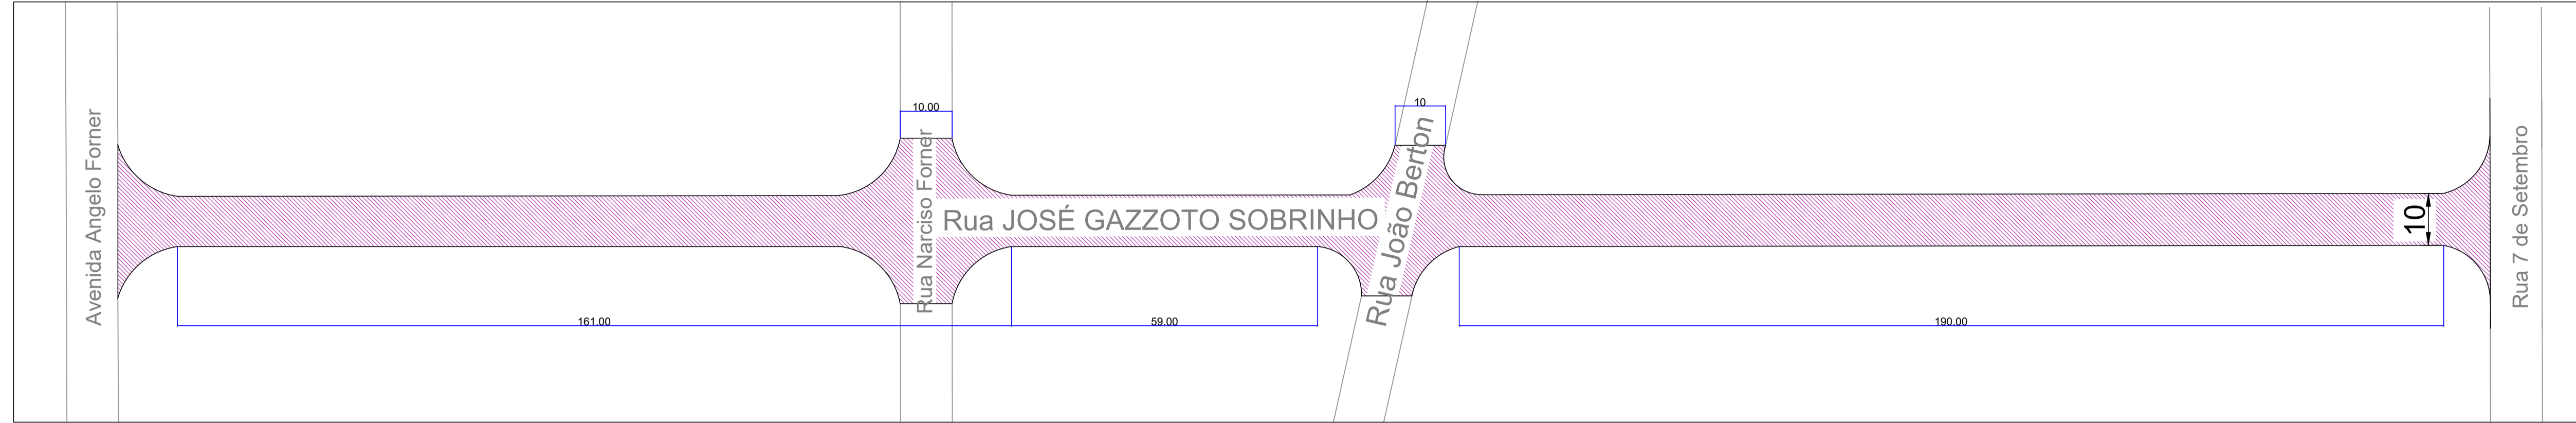 Avenida Angelo Forner
10.00
Rua Narciso Forner
Rua JOSÉ GAZZOTO SOBRINHO
10
Rua João Berton
10
Rua 7 de Setembro
161.00
59.00
190.00